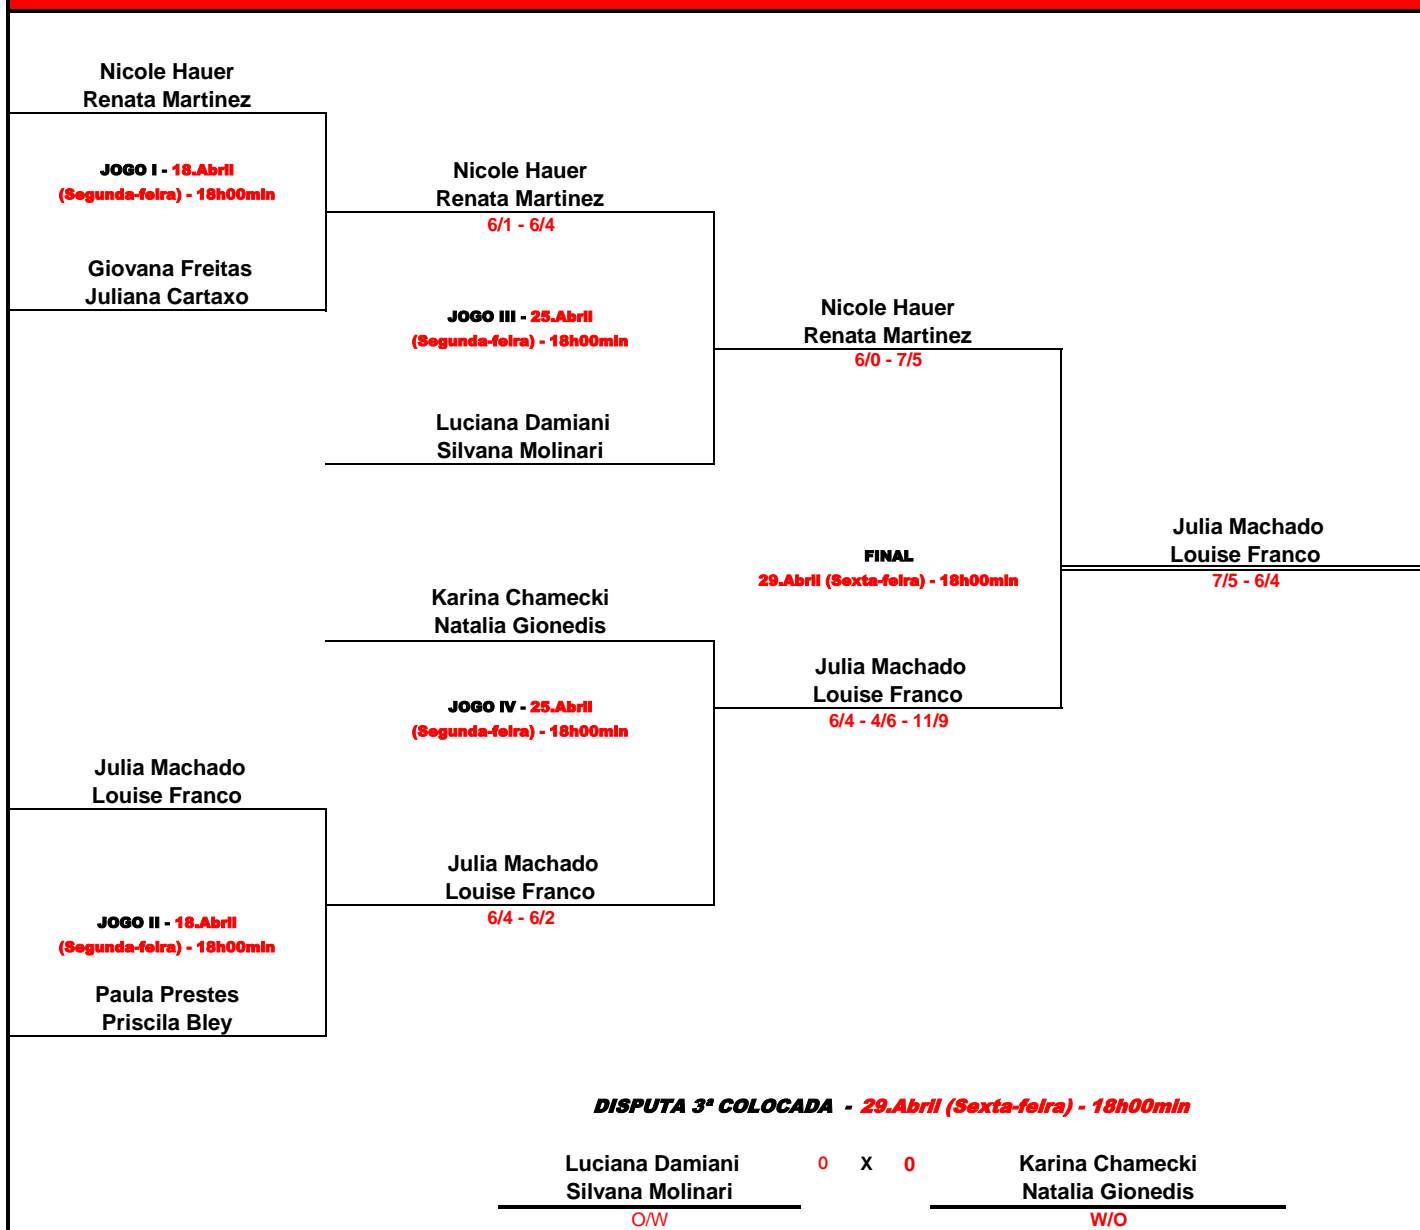 Nicole Hauer
Renata Martinez
JOGO I - 18.Abril
(Segunda-feira) - 18h00min
Giovana Freitas
Juliana Cartaxo
Nicole Hauer
Renata Martinez
6/1 - 6/4
JOGO III - 25.Abril
(Segunda-feira) - 18h00min
Luciana Damiani
Silvana Molinari
Nicole Hauer
Renata Martinez
6/0 - 7/5
FINAL
29.Abril (Sexta-feira) - 18h00min
Julia Machado
Louise Franco
7/5 - 6/4
Karina Chamecki
Natalia Gionedis
JOGO IV - 25.Abril
(Segunda-feira) - 18h00min
Julia Machado
Louise Franco
6/4 - 4/6 - 11/9
Julia Machado
Louise Franco
JOGO II - 18.Abril
(Segunda-feira) - 18h00min
Paula Prestes
Priscila Bley
Julia Machado
Louise Franco
6/4 - 6/2
DISPUTA 3ª COLOCADA - 29.Abril (Sexta-feira) - 18h00min
Luciana Damiani 0 X 0 Karina Chamecki
Silvana Molinari Natalia Gionedis
O/W W/O